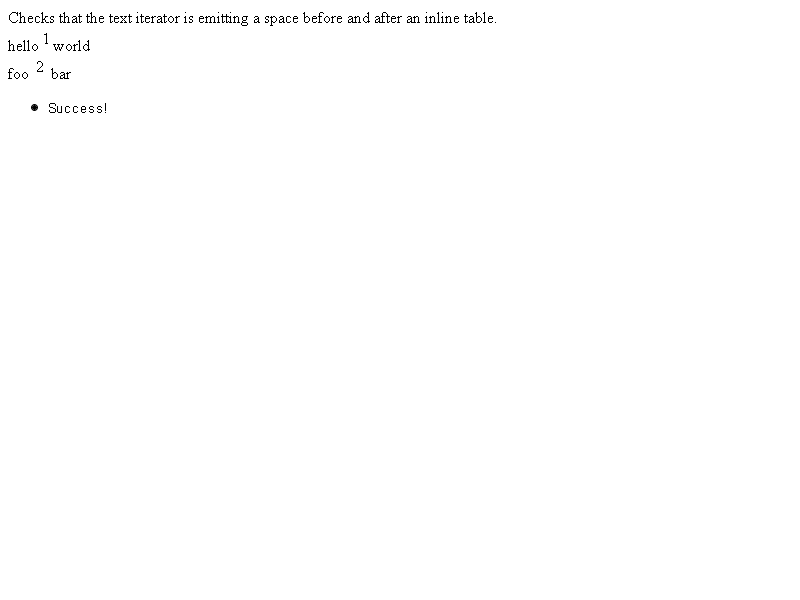 Checks that the text iterator is emitting a space before and after an inline table.
hello 1 world
foo 2 bar
• Success!